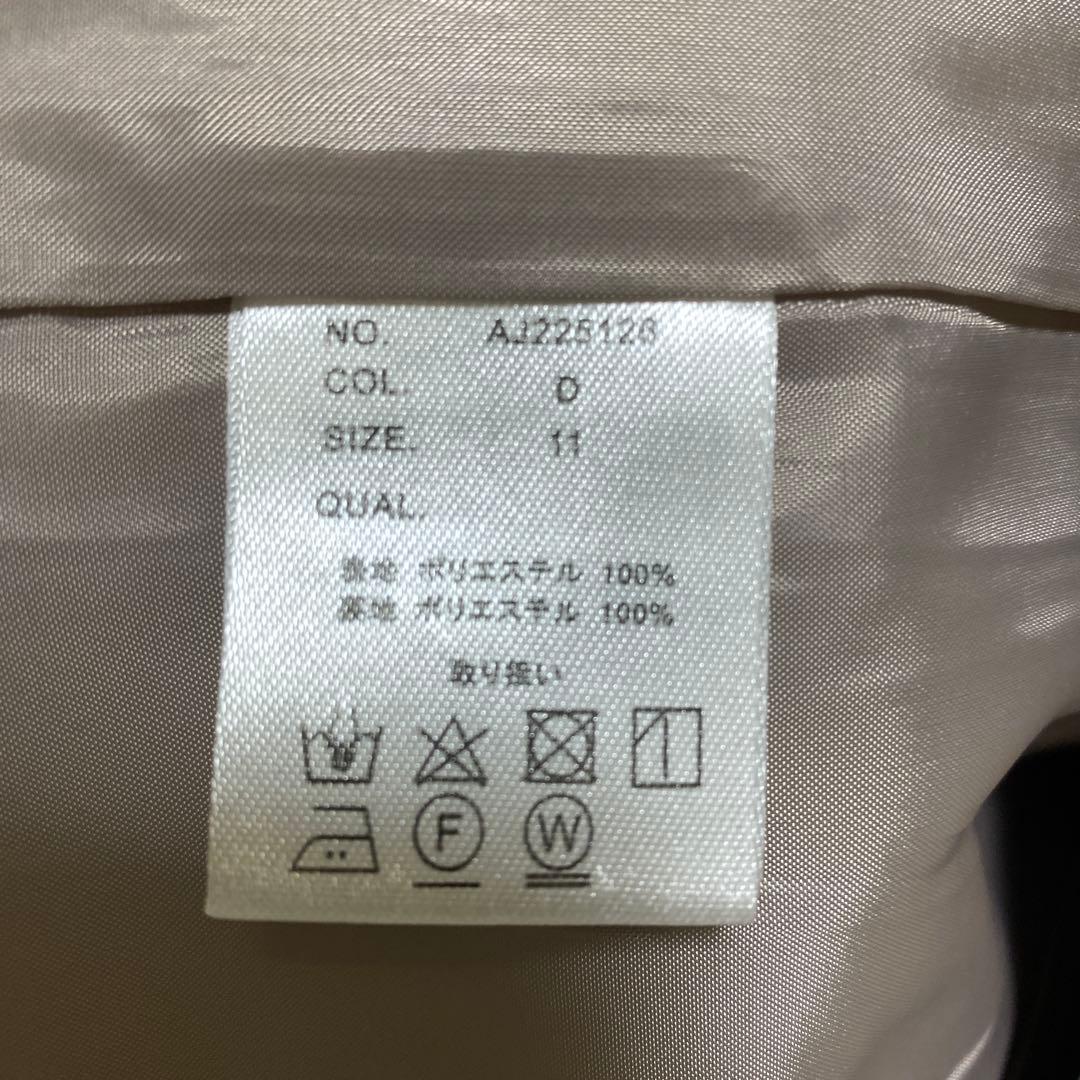 NO. AJ225126
COL. D
SIZE. 11
QUAL.
表地 ポリエステル 100%
裏地 ポリエステル 100%
取り扱い
F W